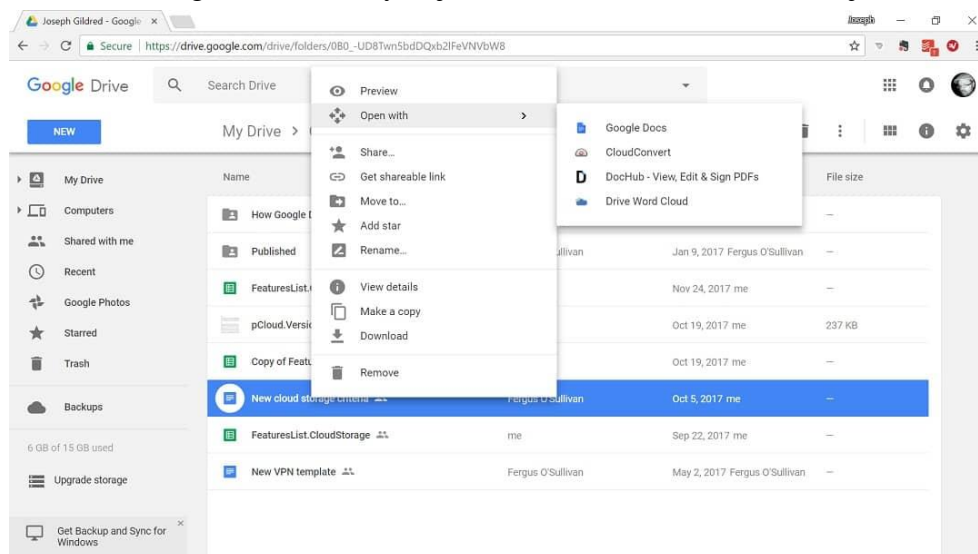 Joseph Gildred - Google
Joseph
Secure https://drive.google.com/drive/folders/0B0_-UD8Twn5bdDQxb2lFeVNVbW8
Google Drive
Search Drive
NEW
My Drive >
Preview
Open with
Share...
Get shareable link
Move to...
Add star
Rename...
View details
Make a copy
Download
Remove
Google Docs
CloudConvert
DocHub - View, Edit & Sign PDFs
Drive Word Cloud
My Drive
Computers
Shared with me
Recent
Google Photos
Starred
Trash
Backups
6 GB of 15 GB used
Upgrade storage
Get Backup and Sync for
Windows
Name File size
How Google –
Published Jan 9, 2017 Fergus O'Sullivan –
FeaturesList. Nov 24, 2017 me –
pCloud. Oct 19, 2017 me 237 KB
Copy of Oct 19, 2017 me –
New cloud storage criteria Fergus O'Sullivan Oct 5, 2017 me –
FeaturesList.CloudStorage me Sep 22, 2017 me –
New VPN template Fergus O'Sullivan May 2, 2017 Fergus O'Sullivan –